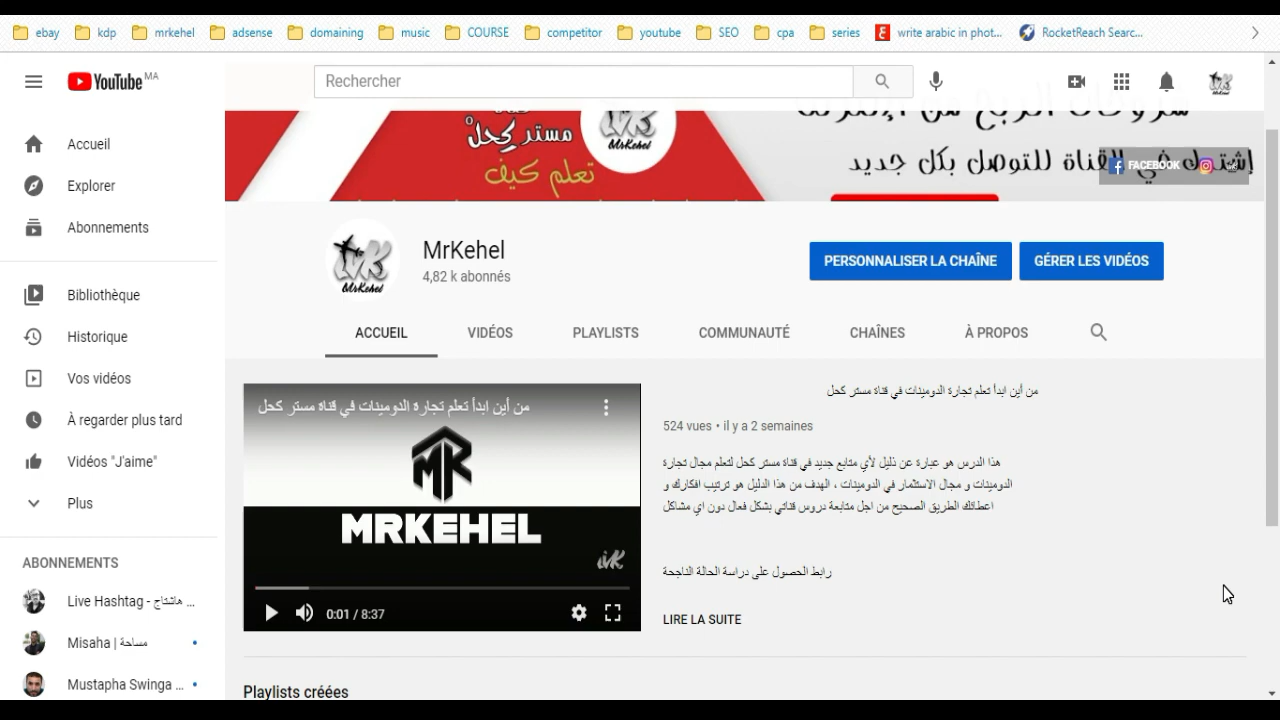 ebay kdp mrkehel adsense domaining music COURSE competitor youtube SEO cpa series write arabic in phot... RocketReach Searc...
YouTube MA
Rechercher
Accueil
Explorer
Abonnements
Bibliothèque
Historique
Vos vidéos
À regarder plus tard
Vidéos "J'aime"
Plus
ABONNEMENTS
Live Hashtag - هاشتاج ...
Misaha | مساحة
Mustapha Swinga ...
مستر كحل
تعلم كيف
MrKehel
إشترك في القناة للتوصل بكل جديد
FACEBOOK
MrKehel
MrKehel
4,82 k abonnés
PERSONNALISER LA CHAÎNE
GÉRER LES VIDÉOS
ACCUEIL VIDÉOS PLAYLISTS COMMUNAUTÉ CHAÎNES À PROPOS
من أين ابدأ تعلم تجارة الدومينات في قناة مستر كحل
MRKEHEL
0:01 / 8:37
من أين ابدأ تعلم تجارة الدومينات في قناة مستر كحل
524 vues • il y a 2 semaines
هذا الدرس هو عبارة عن دليل لأي متابع جديد في قناة مستر كحل لتعلم مجال تجارة
الدومينات و مجال الاستثمار في الدومينات ، الهدف من هذا الدليل هو ترتيب افكارك و
اعطائك الطريق الصحيح من اجل متابعة دروس قناتي بشكل فعال دون اي مشاكل
رابط الحصول على دراسة الحالة الناجحة
LIRE LA SUITE
Playlists créées